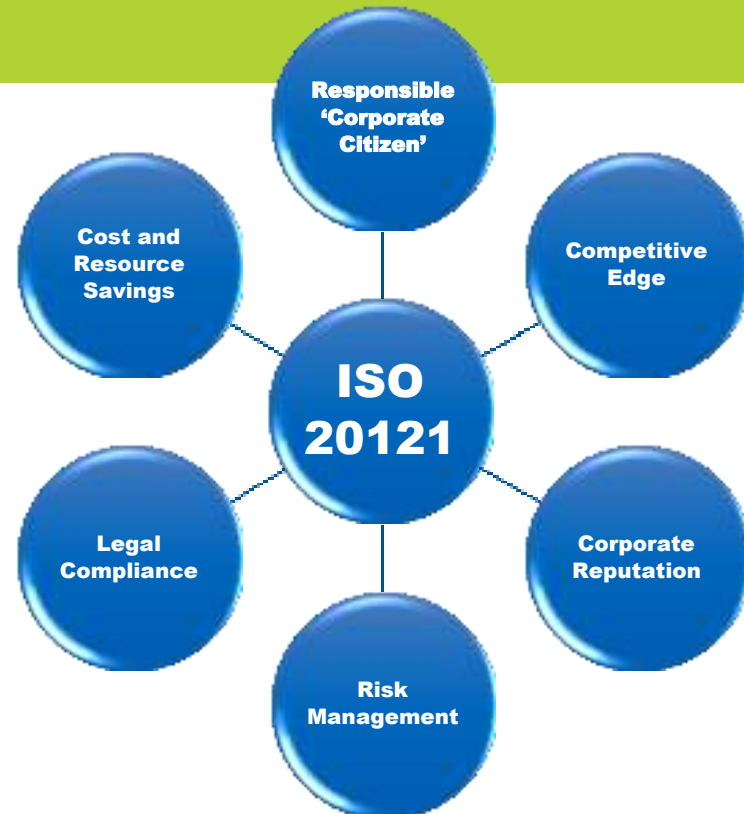 Responsible
‘Corporate
Citizen’
Cost and
Resource
Savings
Competitive
Edge
ISO
20121
Legal
Compliance
Corporate
Reputation
Risk
Management